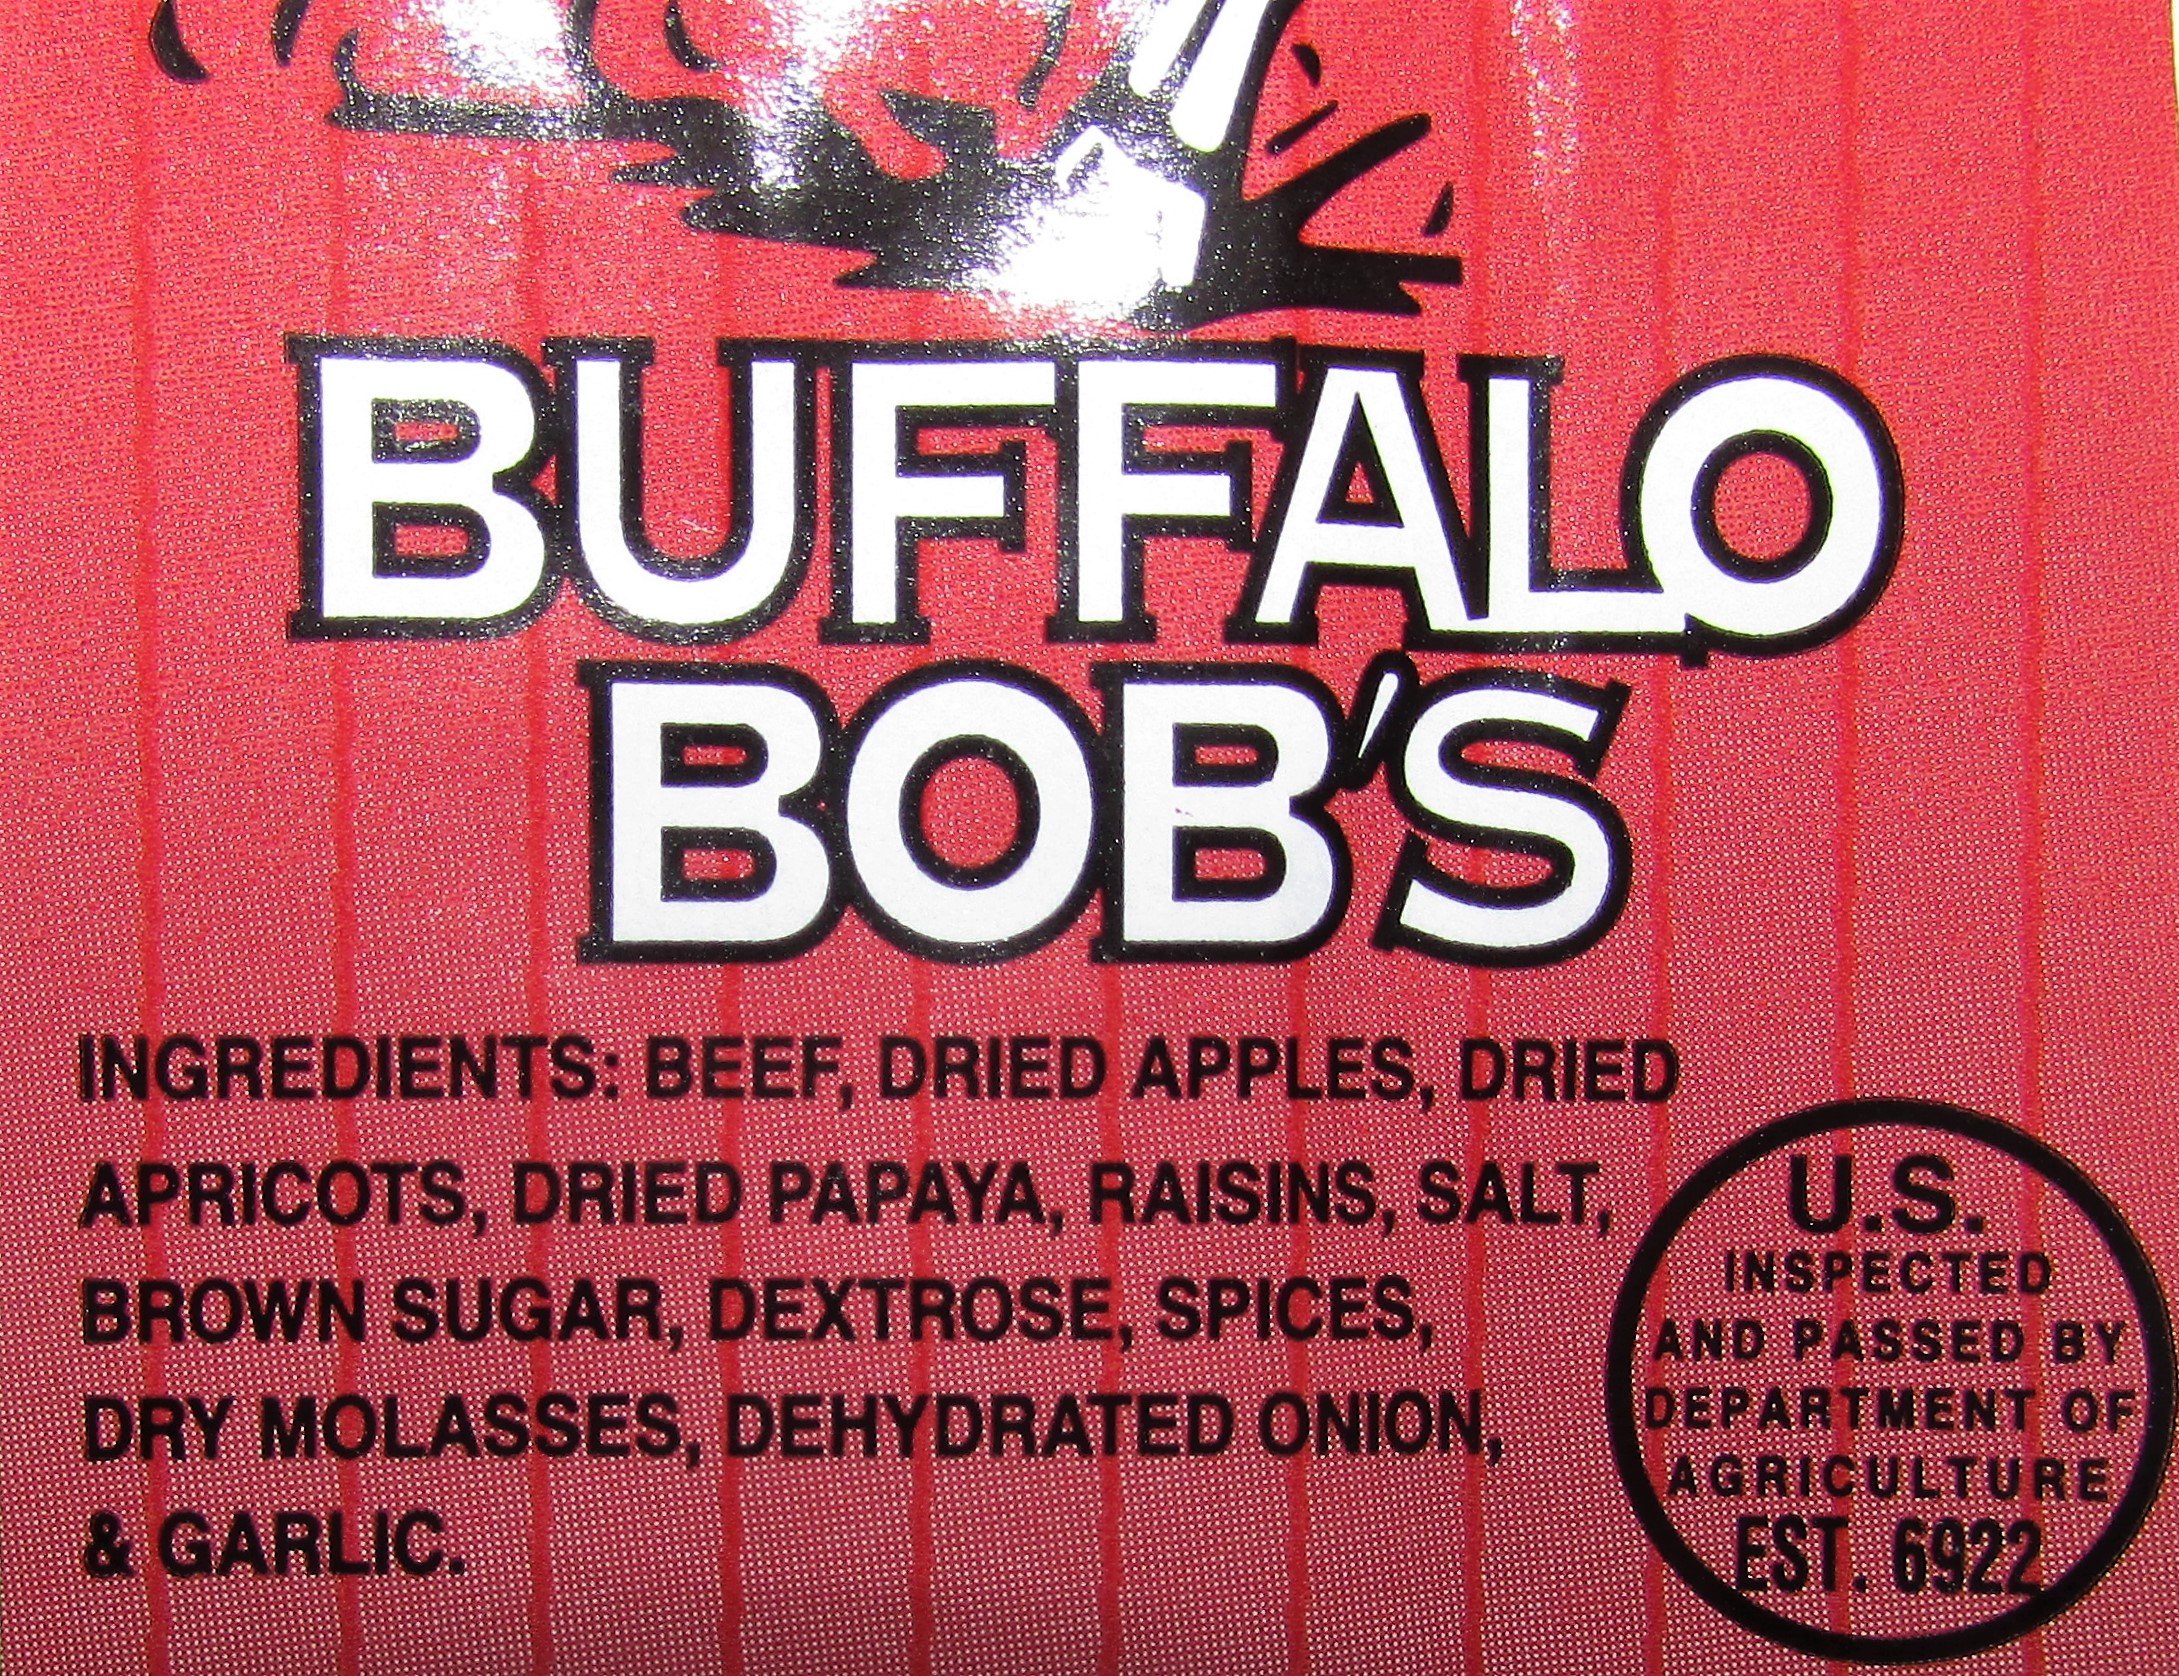 BUFFALO
BOB'S
INGREDIENTS: BEEF, DRIED APPLES, DRIED
APRICOTS, DRIED PAPAYA, RAISINS, SALT,
BROWN SUGAR, DEXTROSE, SPICES,
DRY MOLASSES, DEHYDRATED ONION,
& GARLIC.
U.S.
INSPECTED
AND PASSED BY
DEPARTMENT OF
AGRICULTURE
EST. 6922